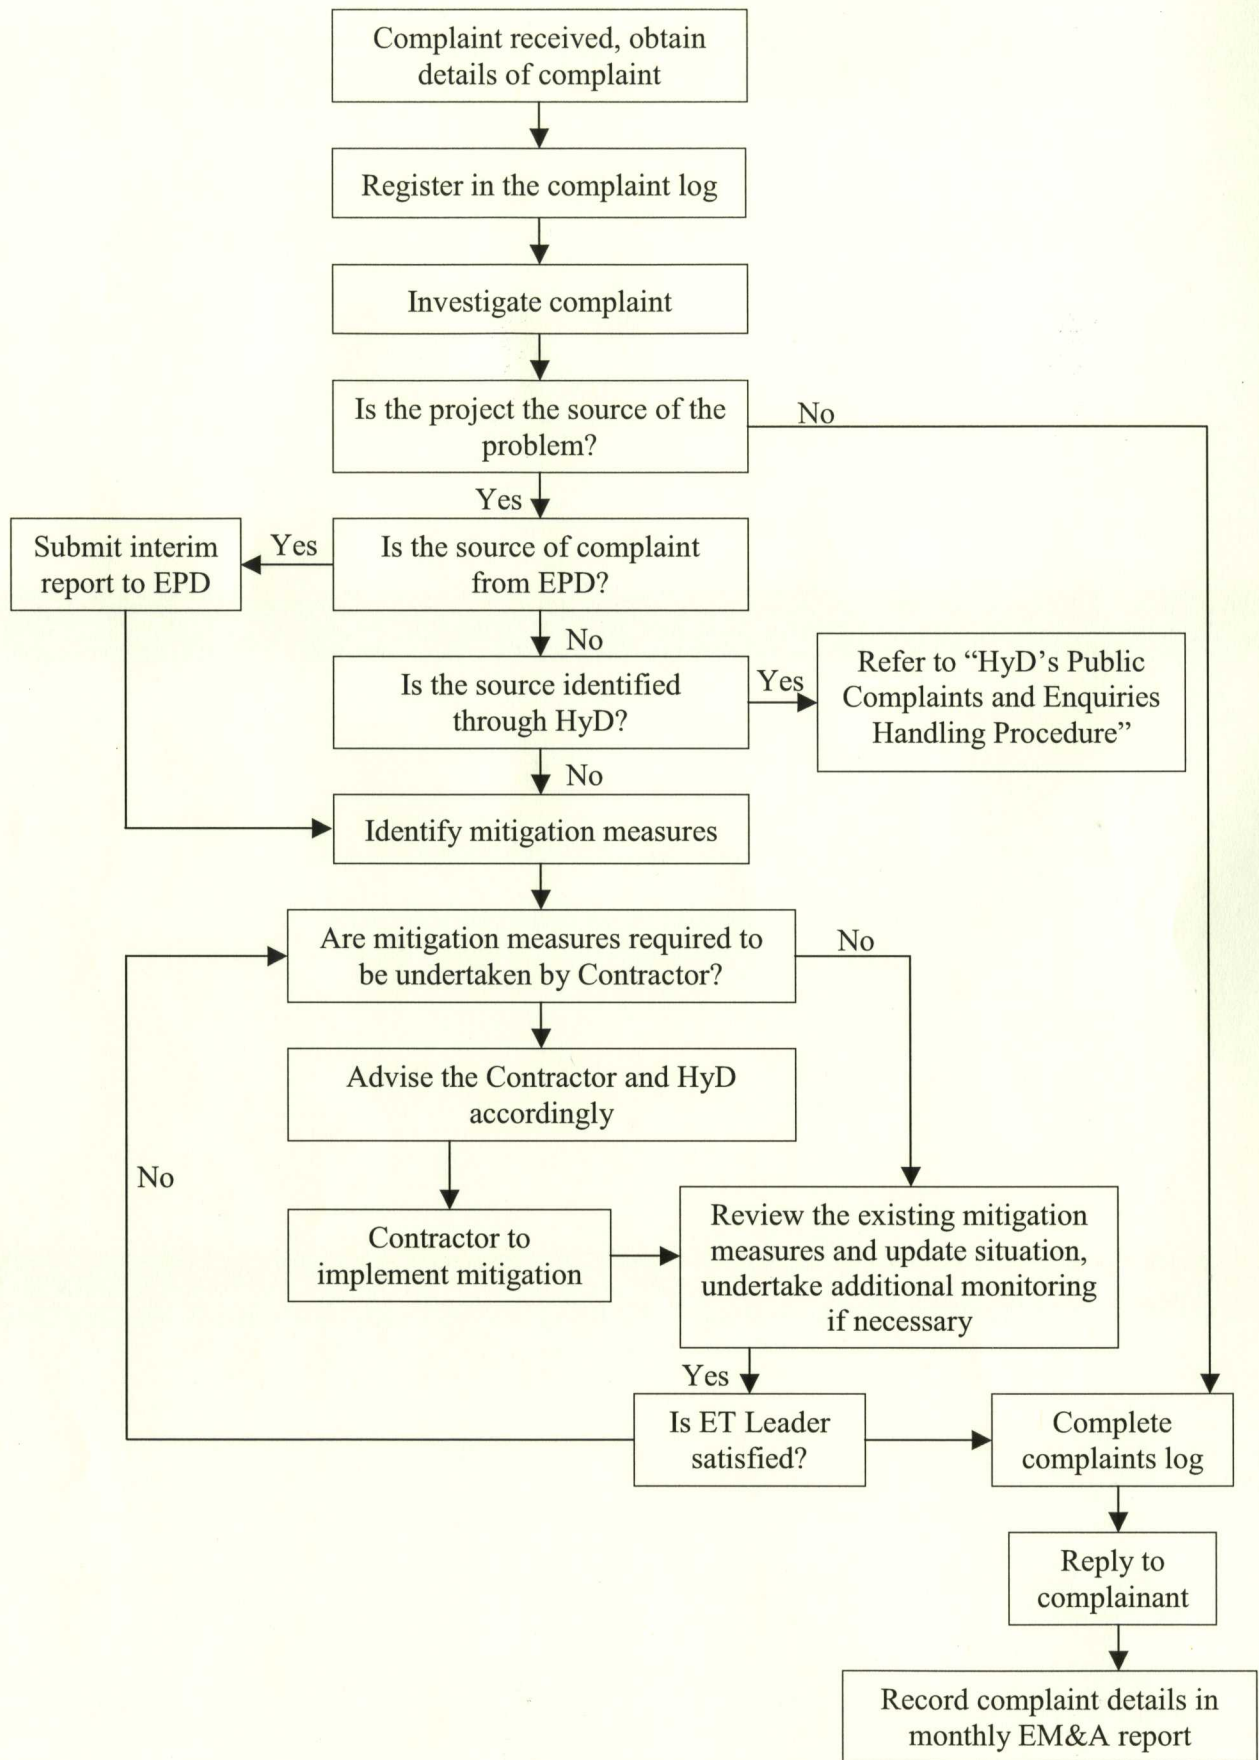 Complaint received, obtain
details of complaint
Register in the complaint log
Investigate complaint
Is the project the source of the
problem?
No
Yes
Submit interim
report to EPD
Yes
Is the source of complaint
from EPD?
No
Is the source identified
through HyD?
Yes
Refer to “HyD’s Public
Complaints and Enquiries
Handling Procedure”
No
Identify mitigation measures
Are mitigation measures required to
be undertaken by Contractor?
No
Advise the Contractor and HyD
accordingly
No
Contractor to
implement mitigation
Review the existing mitigation
measures and update situation,
undertake additional monitoring
if necessary
Yes
Is ET Leader
satisfied?
Complete
complaints log
Reply to
complainant
Record complaint details in
monthly EM&A report